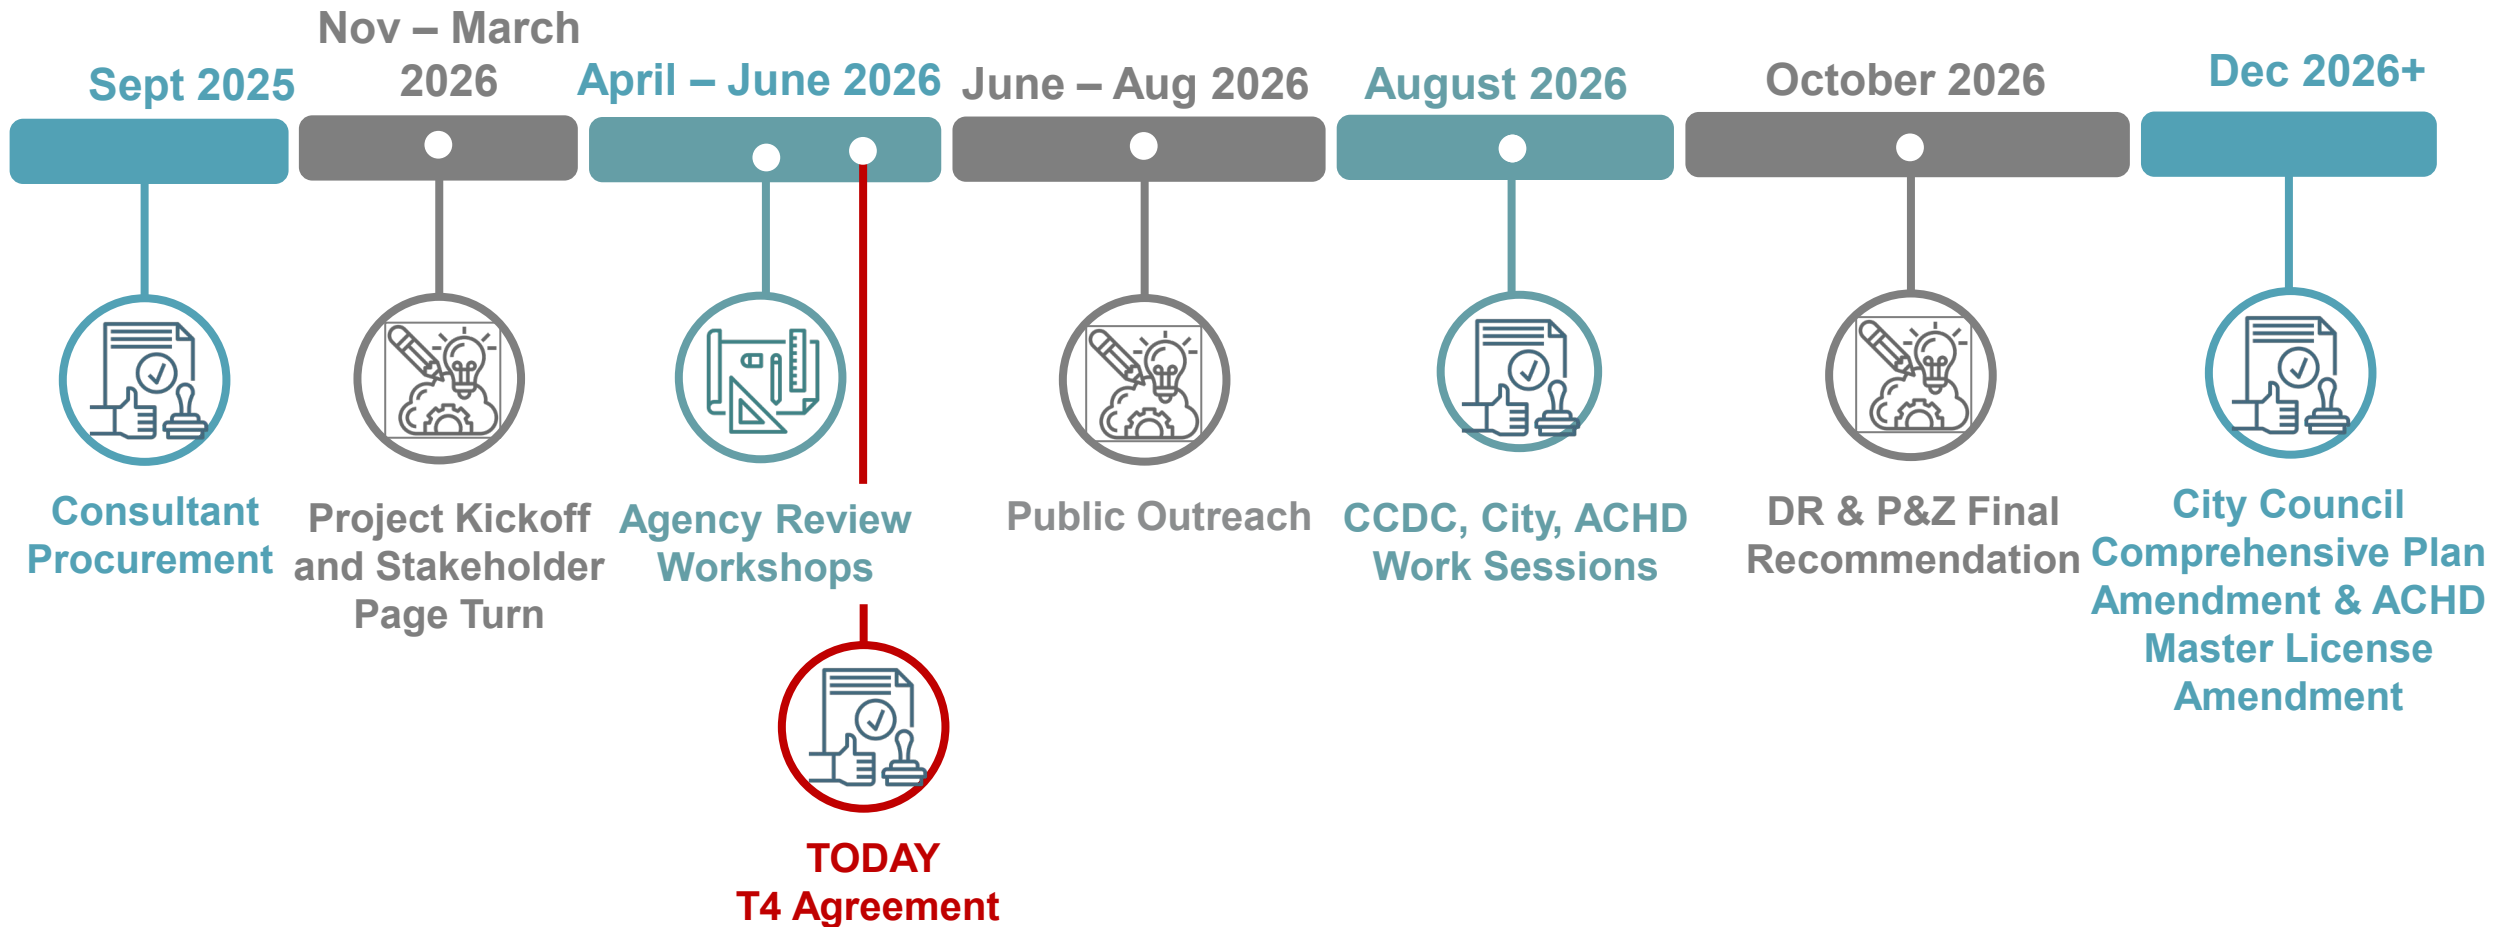 Sept 2025
Nov – March
2026
April – June 2026
June – Aug 2026
August 2026
October 2026
Dec 2026+
Consultant
Procurement
Project Kickoff
and Stakeholder
Page Turn
Agency Review
Workshops
Public Outreach
CCDC, City, ACHD
Work Sessions
DR & P&Z Final
Recommendation
City Council
Comprehensive Plan
Amendment & ACHD
Master License
Amendment
TODAY
T4 Agreement